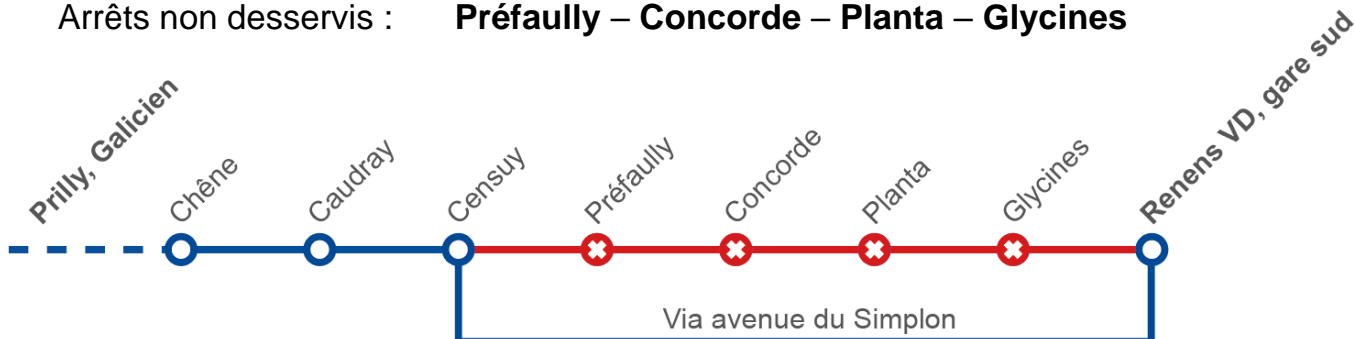 Arrêts non desservis : Préfaully – Concorde – Planta – Glycines
Prilly, Galicien
Chêne
Caudray
Censuy
Préfaully
Concorde
Planta
Glycines
Renens VD, gare sud
Via avenue du Simplon